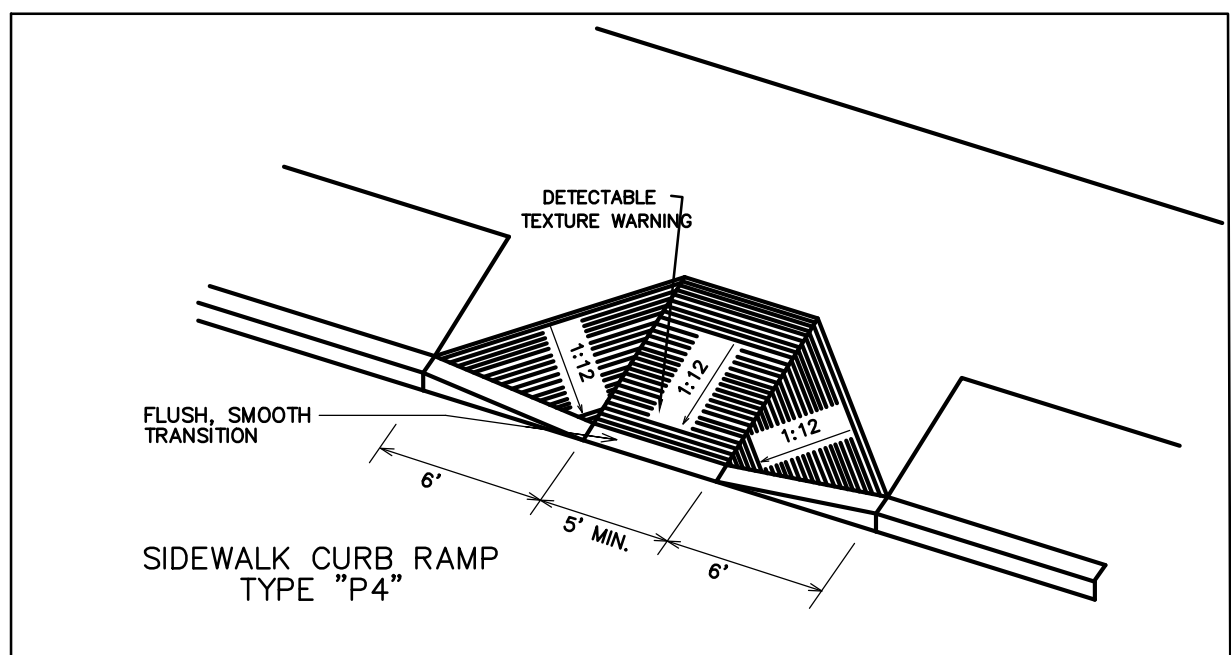 DETECTABLE
TEXTURE WARNING
1:12
1:12
1:12
FLUSH, SMOOTH
TRANSITION
6'
5' MIN.
6'
SIDEWALK CURB RAMP
TYPE "P4"